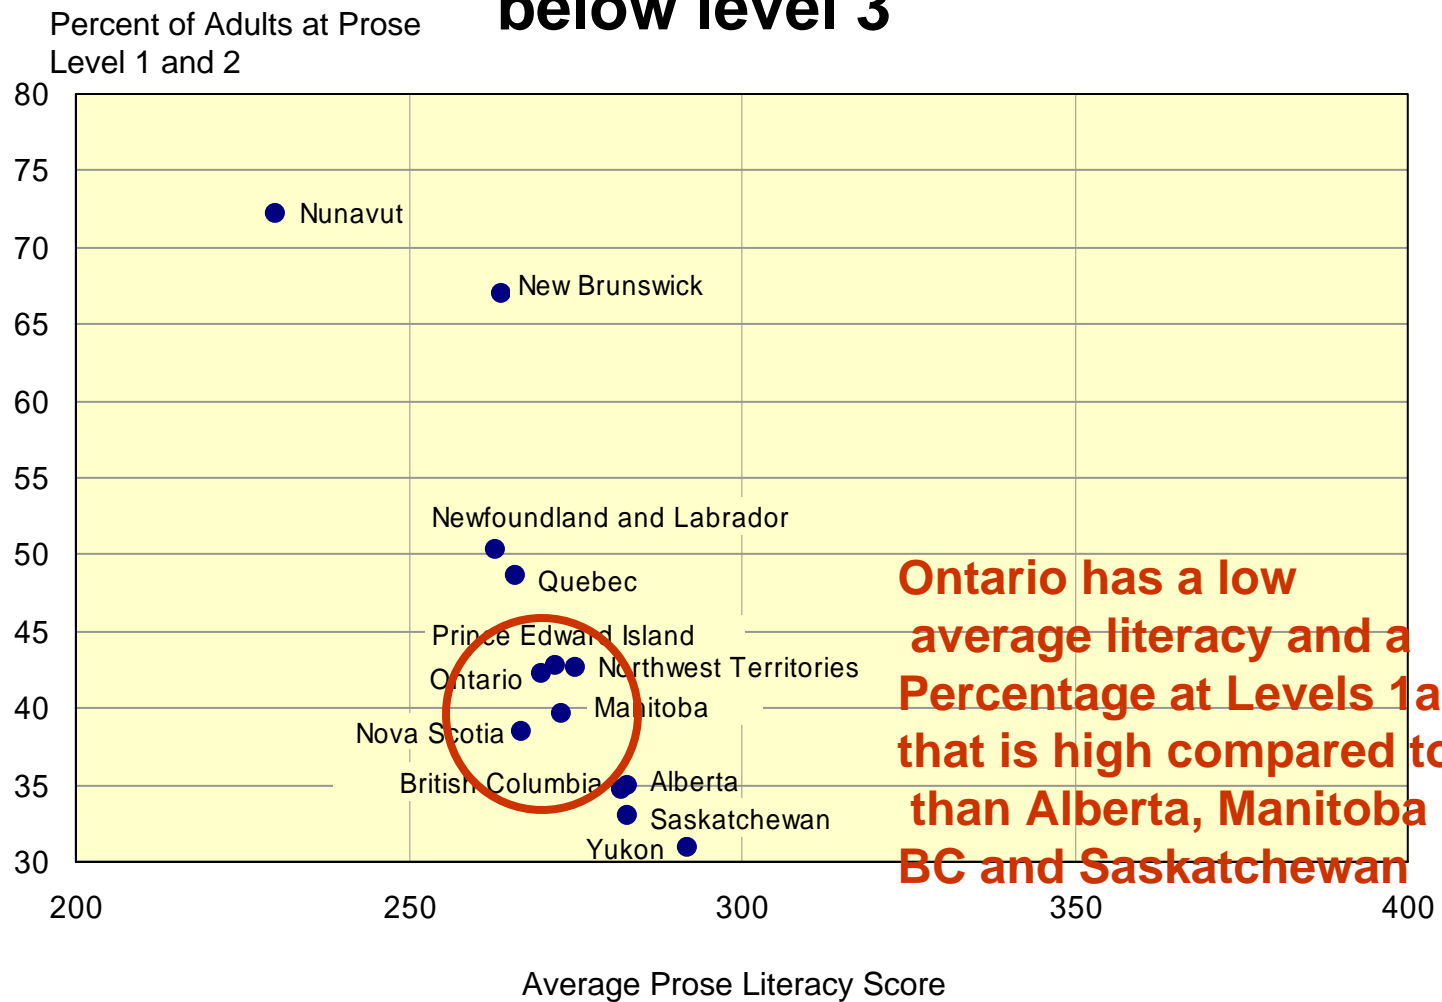 below level 3
Percent of Adults at Prose
Level 1 and 2
80
75
Nunavut
70
New Brunswick
65
60
55
Newfoundland and Labrador
50
Quebec
45
Prince Edward Island
Northwest Territories
Ontario
40
Manitoba
Nova Scotia
35
British Columbia
Alberta
Saskatchewan
Yukon
30
Ontario has a low
average literacy and a
Percentage at Levels 1a
that is high compared to
than Alberta, Manitoba
BC and Saskatchewan
200 250 300 350 400
Average Prose Literacy Score